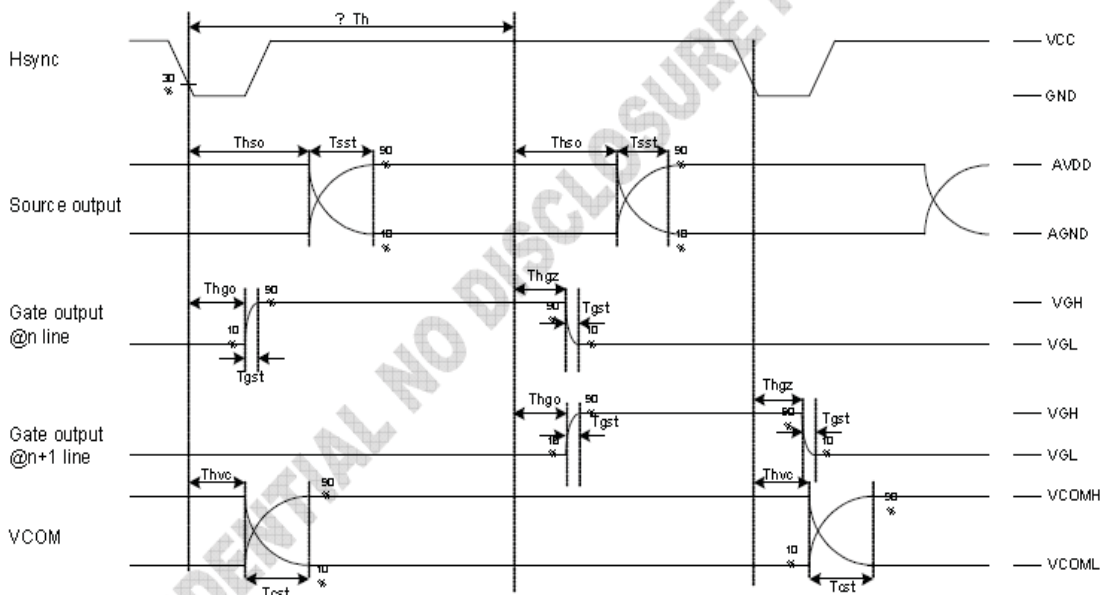 ? Th
Hsync
VCC
30
%
GND
Thso
Tsst
90
%
Thso
Tsst
90
%
AVDD
Source output
10
%
10
%
AGND
Thgo
90
%
Thgz
90
%
Tgst
VGH
Gate output
@n line
10
%
10
%
VGL
Tgst
Thgo
90
%
Tgst
Thgz
90
%
Tgst
VGH
Gate output
@n+1 line
10
%
10
%
VGL
Thvc
90
%
Thvc
90
%
VCOMH
VCOM
10
%
10
%
VCOML
Tcst
Tcst
DENTIAL NO DISCLOSURE